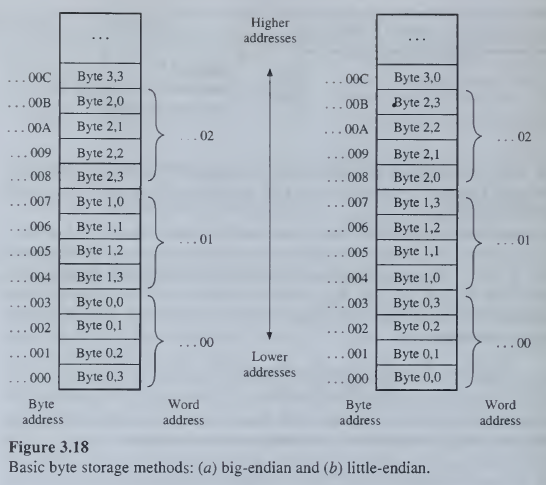 Higher
addresses
...
...
...00C Byte 3,3
...00B Byte 2,0
...00A Byte 2,1
...009 Byte 2,2
...008 Byte 2,3
...007 Byte 1,0
...006 Byte 1,1
...005 Byte 1,2
...004 Byte 1,3
...003 Byte 0,0
...002 Byte 0,1
...001 Byte 0,2
...000 Byte 0,3
...02
...01
...00
Byte
address
Word
address
Lower
addresses
...00C Byte 3,0
...00B Byte 2,3
...00A Byte 2,2
...009 Byte 2,1
...008 Byte 2,0
...007 Byte 1,3
...006 Byte 1,2
...005 Byte 1,1
...004 Byte 1,0
...003 Byte 0,3
...002 Byte 0,2
...001 Byte 0,1
...000 Byte 0,0
...02
...01
...00
Byte
address
Word
address
Figure 3.18
Basic byte storage methods: (a) big-endian and (b) little-endian.